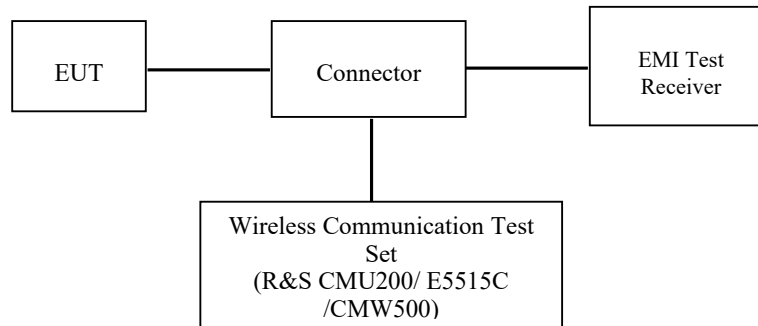 EUT
Connector
EMI Test
Receiver
Wireless Communication Test
Set
(R&S CMU200/ E5515C
/CMW500)